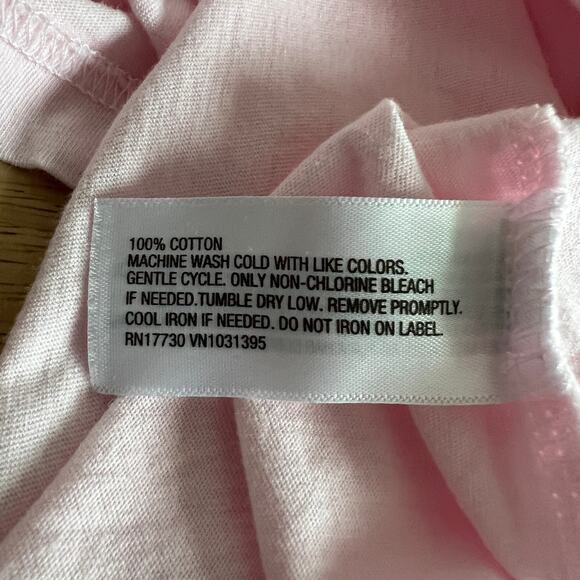 100% COTTON
MACHINE WASH COLD WITH LIKE COLORS.
GENTLE CYCLE. ONLY NON-CHLORINE BLEACH
IF NEEDED.TUMBLE DRY LOW. REMOVE PROMPTLY.
COOL IRON IF NEEDED. DO NOT IRON ON LABEL.
RN17730 VN1031395